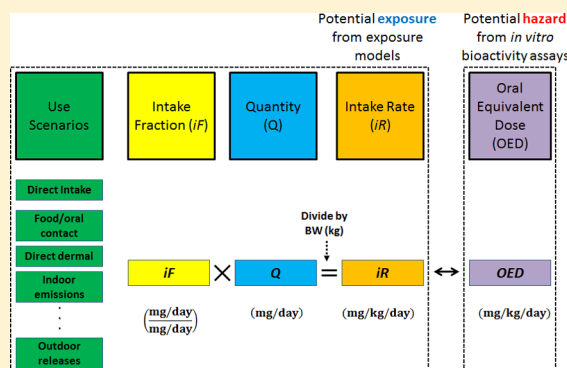 Potential exposure
from exposure
models
Potential hazard
from in vitro
bioactivity assays
Use
Scenarios
Intake
Fraction (iF)
Quantity
(Q)
Intake Rate
(iR)
Oral
Equivalent
Dose
(OED)
Direct Intake
Food/oral
contact
Direct dermal
Indoor
emissions
Outdoor
releases
Divide by
BW (kg)
iF × Q = iR ↔ OED
(mg/day
mg/day)
(mg/day)
(mg/kg/day)
(mg/kg/day)